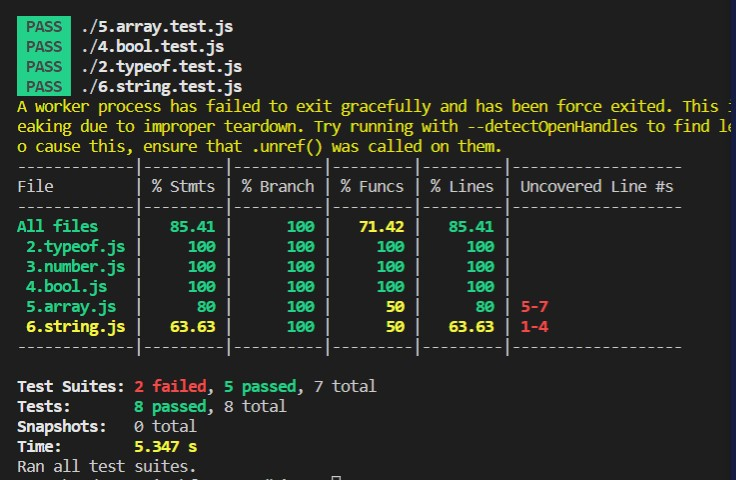 PASS ./5.array.test.js
PASS ./4.bool.test.js
PASS ./2.typeof.test.js
PASS ./6.string.test.js
A worker process has failed to exit gracefully and has been force exited. This
eaking due to improper teardown. Try running with --detectOpenHandles to find
o cause this, ensure that .unref() was called on them.
-------------|---------|----------|---------|---------|-------------------
File | % Stmts | % Branch | % Funcs | % Lines | Uncovered Line #s
-------------|---------|----------|---------|---------|-------------------
All files | 85.41 | 100 | 71.42 | 85.41 |
2.typeof.js | 100 | 100 | 100 | 100 |
3.number.js | 100 | 100 | 100 | 100 |
4.bool.js | 100 | 100 | 100 | 100 |
5.array.js | 80 | 100 | 50 | 80 | 5-7
6.string.js | 63.63 | 100 | 50 | 63.63 | 1-4
-------------|---------|----------|---------|---------|-------------------
Test Suites: 2 failed, 5 passed, 7 total
Tests: 8 passed, 8 total
Snapshots: 0 total
Time: 5.347 s
Ran all test suites.